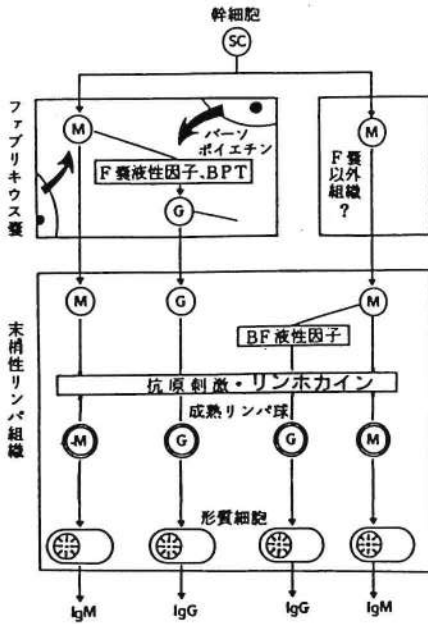 幹細胞
SC
ファブリキウス嚢
M
バーソ
ポイエチン
F嚢液性因子、BPT
G
M
F嚢
以外
組織
?
末梢性リンパ組織
M
G
M
BF液性因子
抗原刺激・リンホカイン
成熟リンパ球
M
G
G
M
形質細胞
IgM
IgG
IgG
IgM